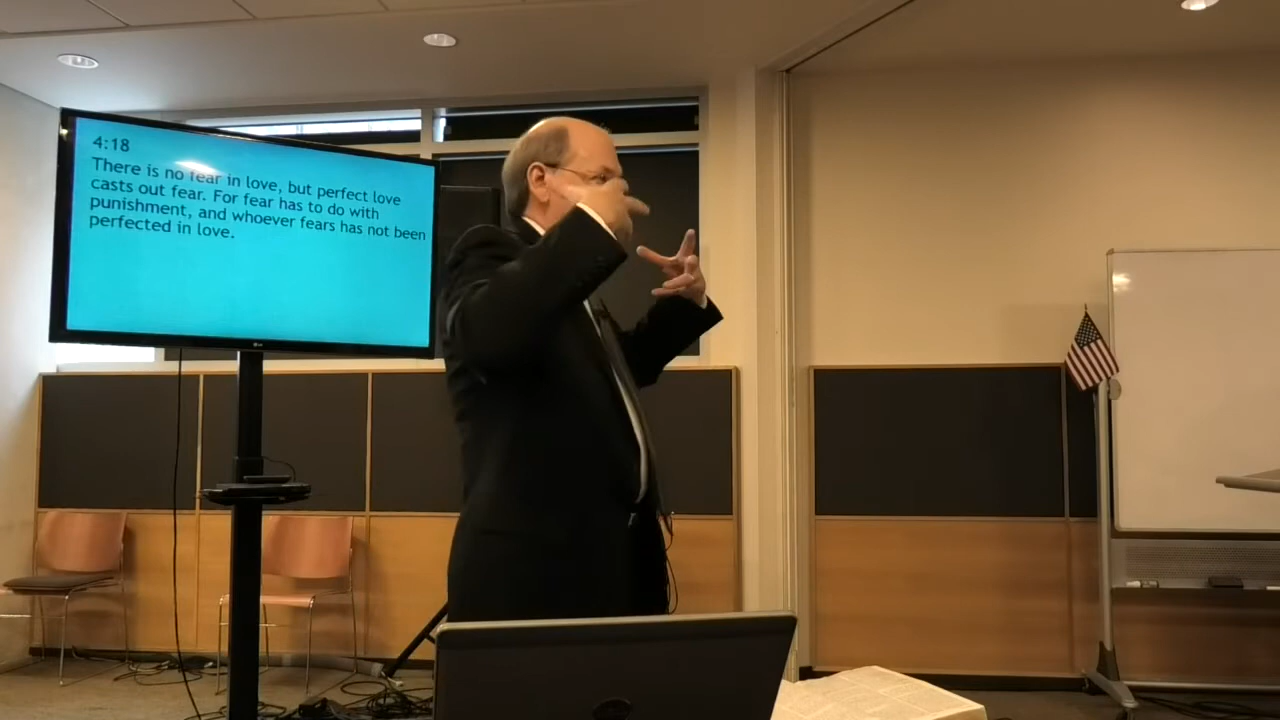 4:18
There is no fear in love, but perfect love
casts out fear. For fear has to do with
punishment, and whoever fears has not been
perfected in love.
LG